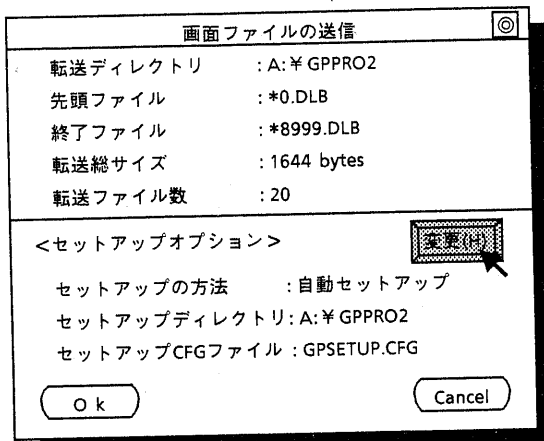 画面ファイルの送信
転送ディレクトリ : A:¥GPPRO2
先頭ファイル : *0.DLB
終了ファイル : *8999.DLB
転送総サイズ : 1644 bytes
転送ファイル数 : 20
<セットアップオプション> 変更(H)
セットアップの方法 : 自動セットアップ
セットアップディレクトリ: A:¥GPPRO2
セットアップCFGファイル : GPSETUP.CFG
Ok Cancel